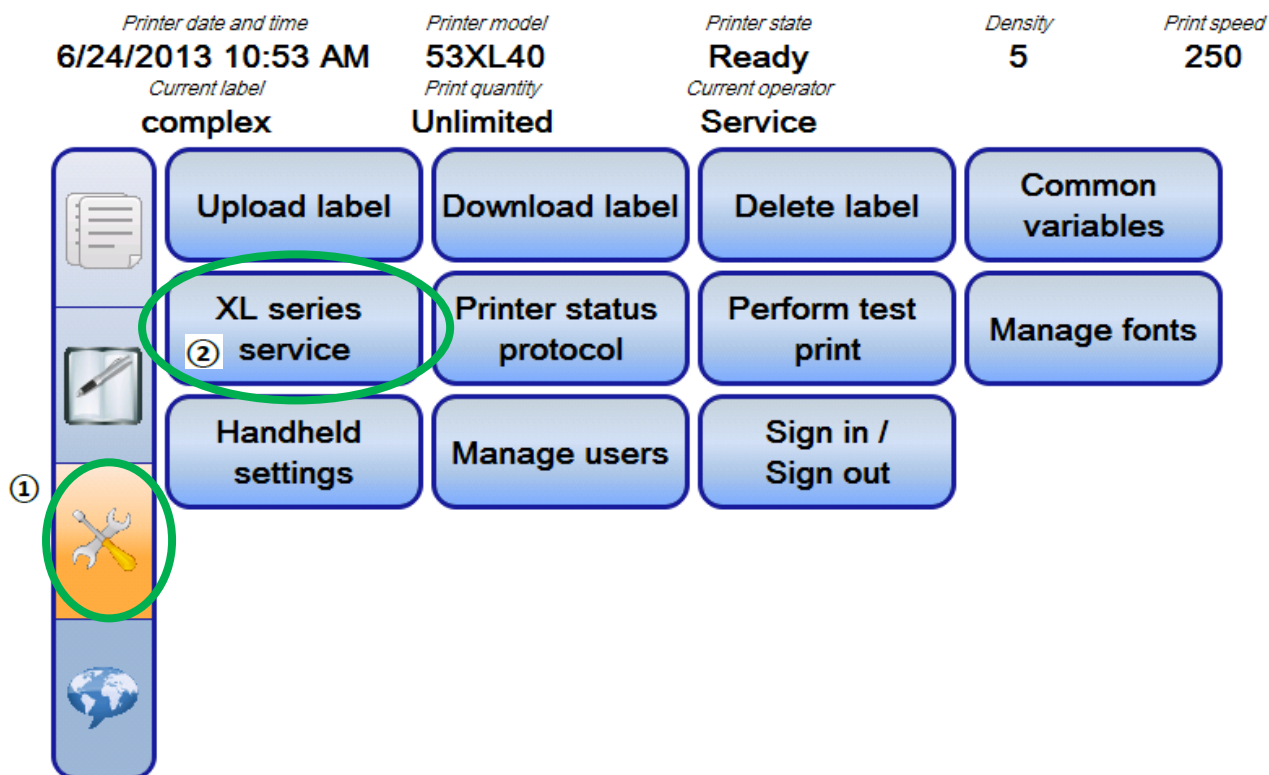 Printer date and time Printer model Printer state Density Print speed
6/24/2013 10:53 AM 53XL40 Ready 5 250
Current label Print quantity Current operator
complex Unlimited Service
Upload label Download label Delete label Common
variables
XL series Printer status Perform test Manage fonts
② service protocol print
Handheld Manage users Sign in /
settings Sign out
①